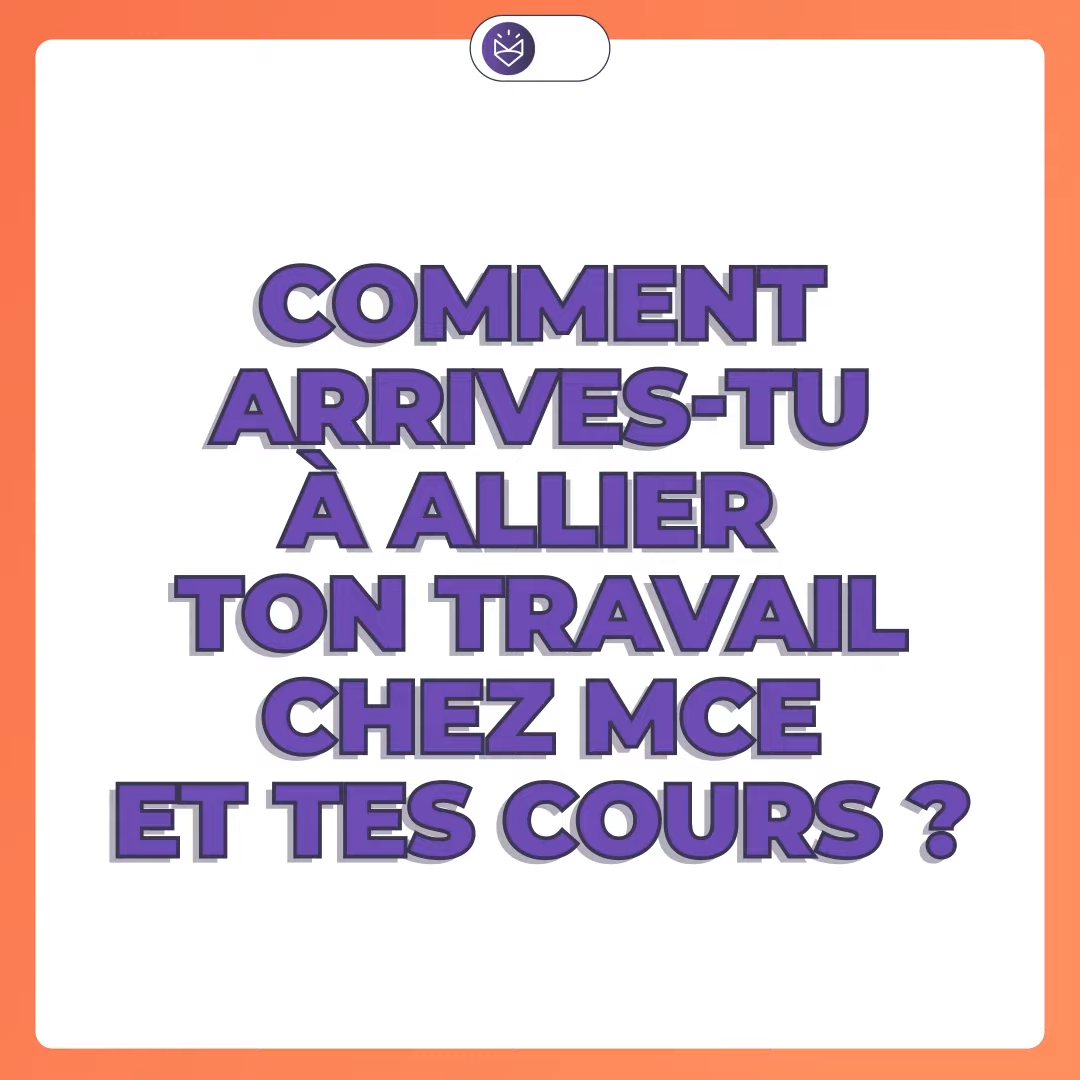 COMMENT
ARRIVES-TU
À ALLIER
TON TRAVAIL
CHEZ MCE
ET TES COURS ?